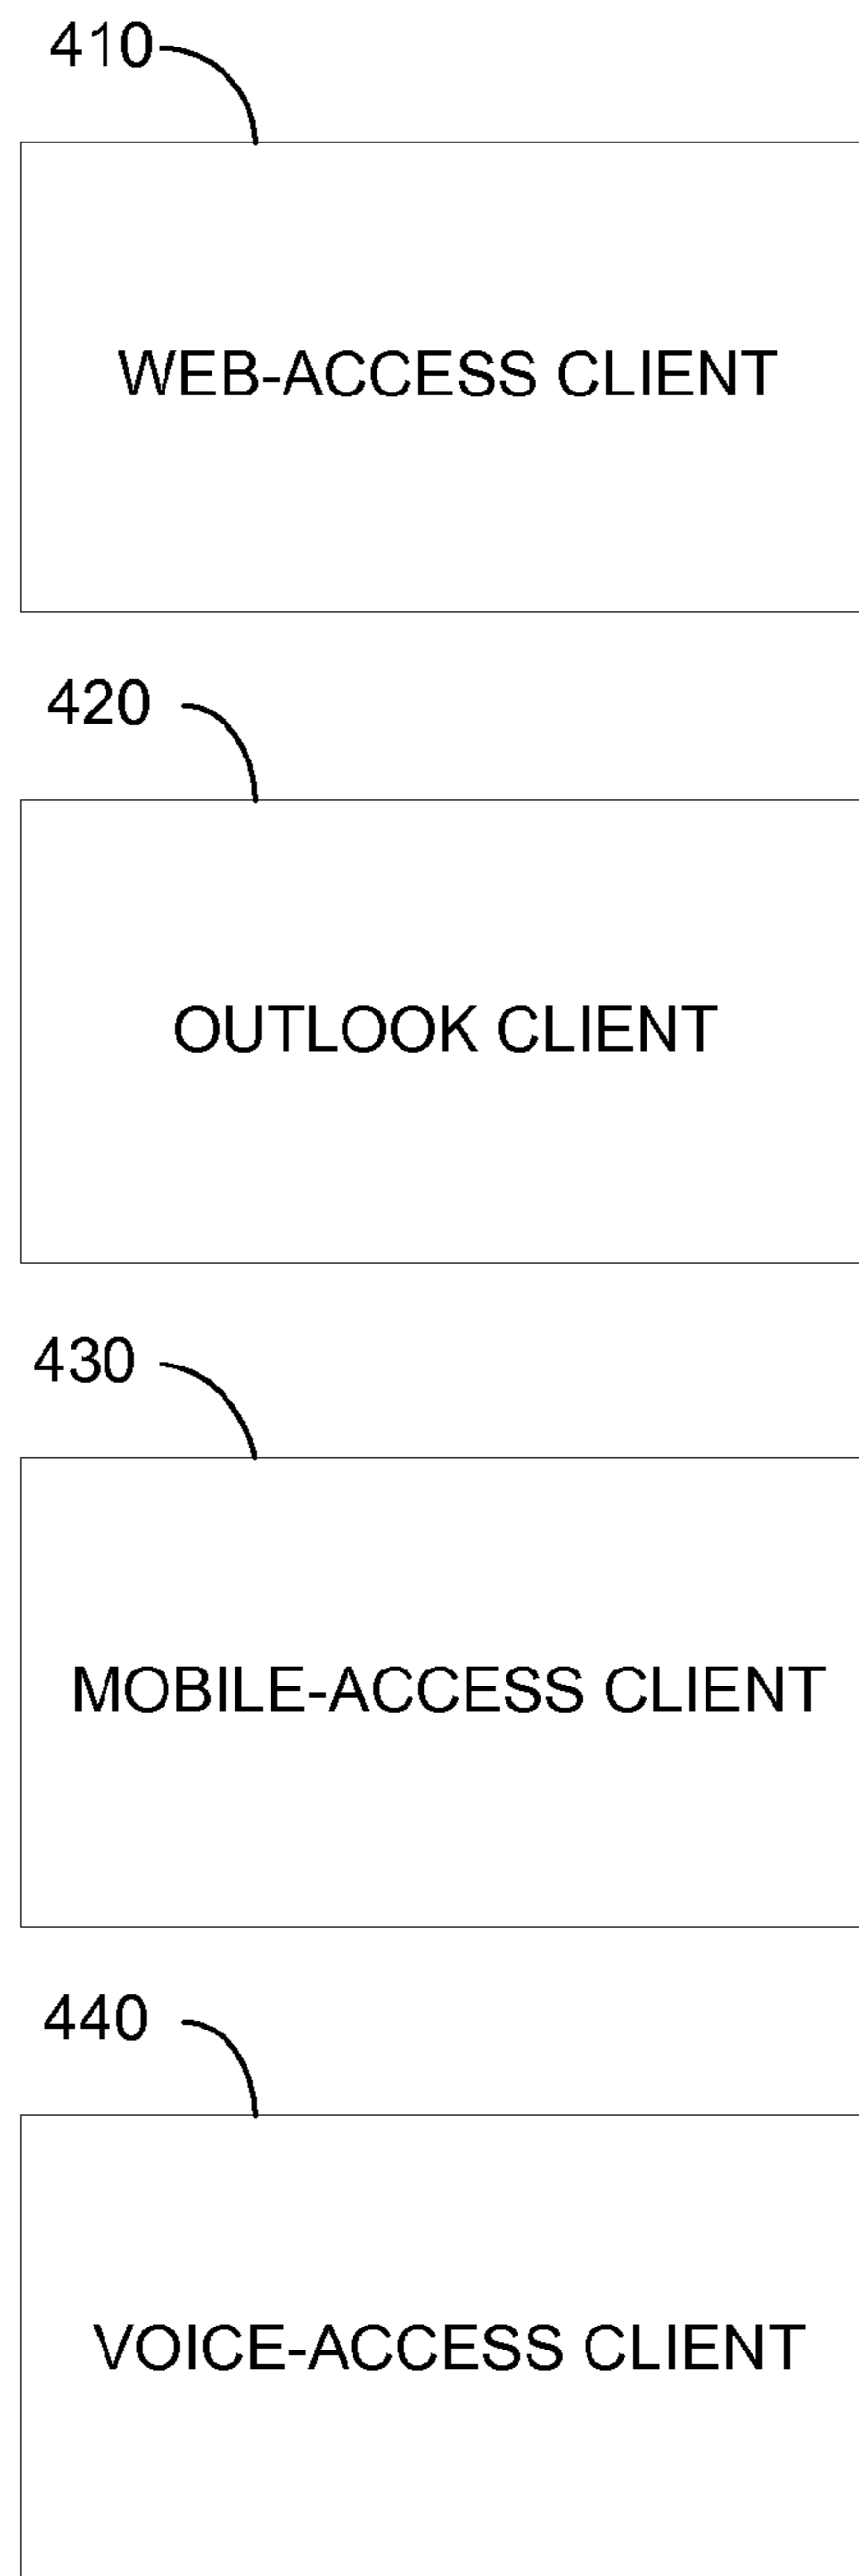 410
WEB-ACCESS CLIENT
420
OUTLOOK CLIENT
430
MOBILE-ACCESS CLIENT
440
VOICE-ACCESS CLIENT